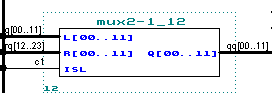 mux2-1_12
q[00..11]
L[00..11]
rq[12..23]
R[00..11] Q[00..11]
qq[00..11]
ct
ISL
12